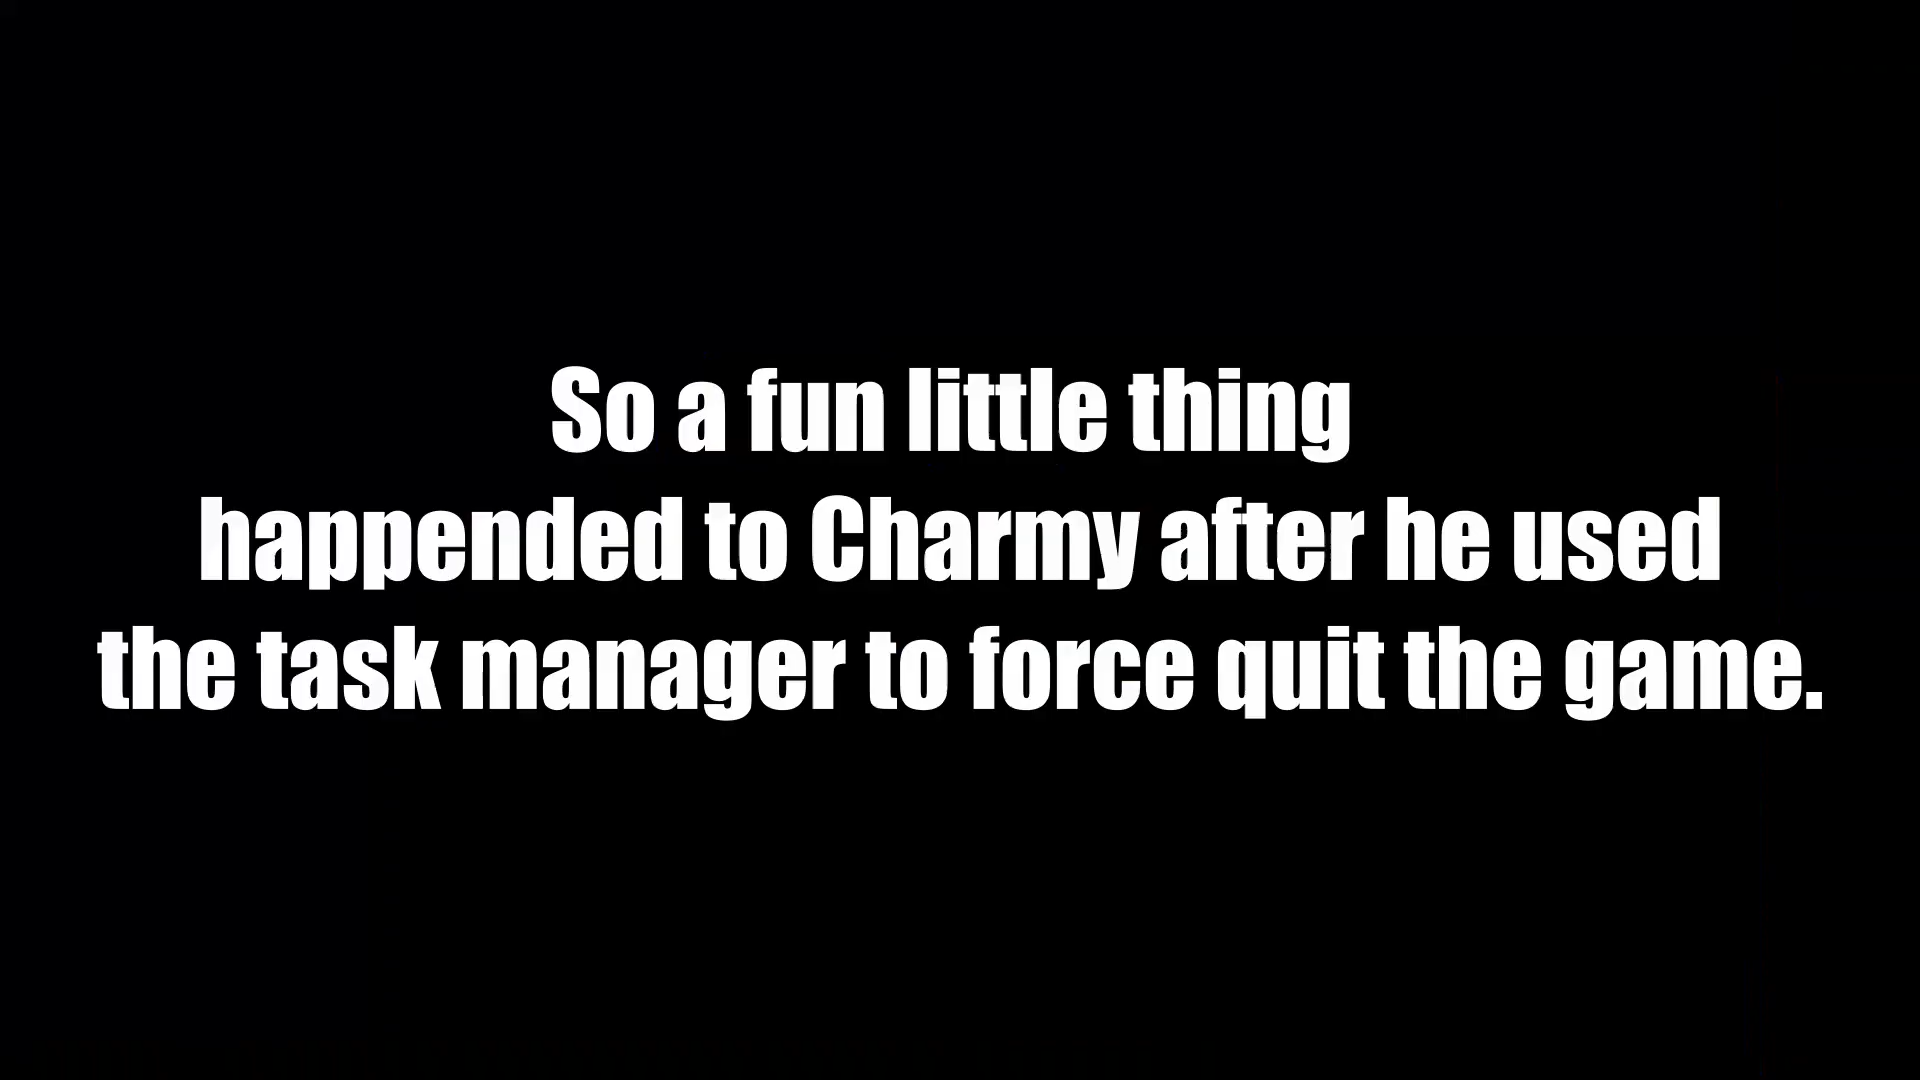 So a fun little thing
happended to Charmy after he used
the task manager to force quit the game.